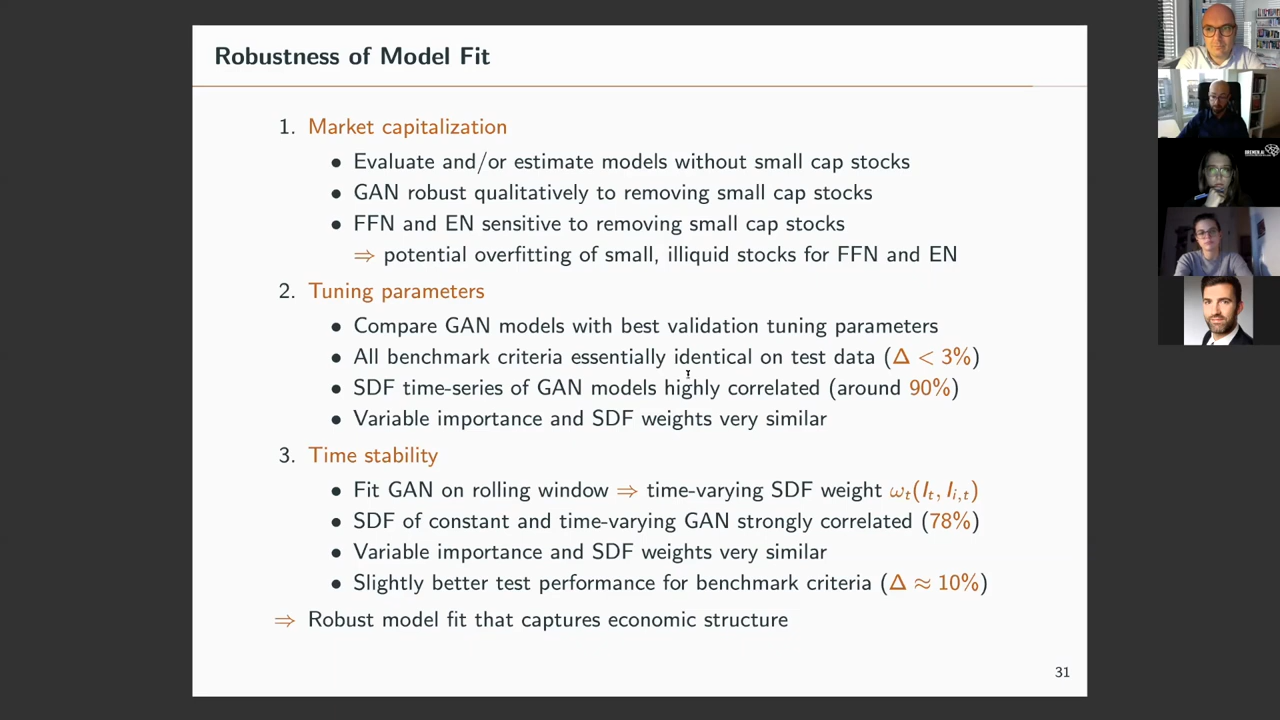 Robustness of Model Fit
1. Market capitalization
• Evaluate and/or estimate models without small cap stocks
• GAN robust qualitatively to removing small cap stocks
• FFN and EN sensitive to removing small cap stocks
⇒ potential overfitting of small, illiquid stocks for FFN and EN
2. Tuning parameters
• Compare GAN models with best validation tuning parameters
• All benchmark criteria essentially identical on test data (Δ < 3%)
• SDF time-series of GAN models highly correlated (around 90%)
• Variable importance and SDF weights very similar
3. Time stability
• Fit GAN on rolling window ⇒ time-varying SDF weight ω_t(I_t, I_{i,t})
• SDF of constant and time-varying GAN strongly correlated (78%)
• Variable importance and SDF weights very similar
• Slightly better test performance for benchmark criteria (Δ ≈ 10%)
⇒ Robust model fit that captures economic structure
31
BREMEN.AI